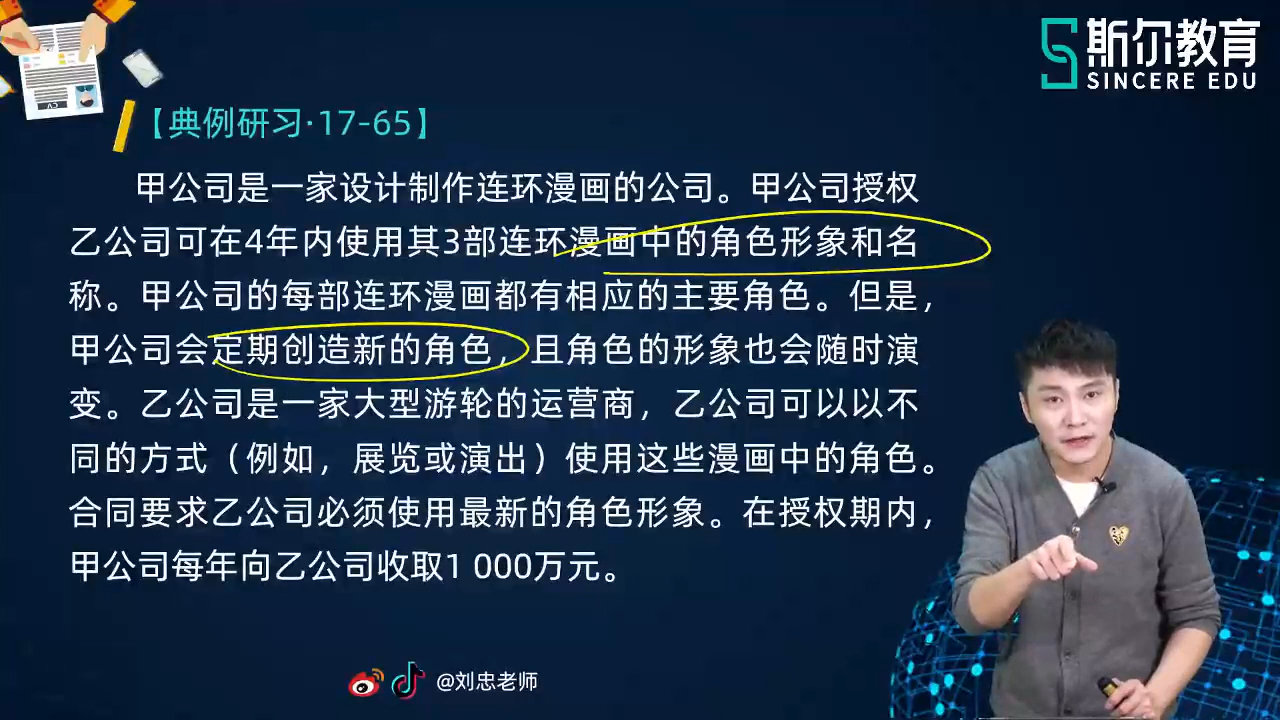 斯尔教育
SINCERE EDU
【典例研习·17-65】
甲公司是一家设计制作连环漫画的公司。甲公司授权
乙公司可在4年内使用其3部连环漫画中的角色形象和名
称。甲公司的每部连环漫画都有相应的主要角色。但是，
甲公司会定期创造新的角色，且角色的形象也会随时演
变。乙公司是一家大型游轮的运营商，乙公司可以以不
同的方式（例如，展览或演出）使用这些漫画中的角色。
合同要求乙公司必须使用最新的角色形象。在授权期内，
甲公司每年向乙公司收取1 000万元。
@刘忠老师